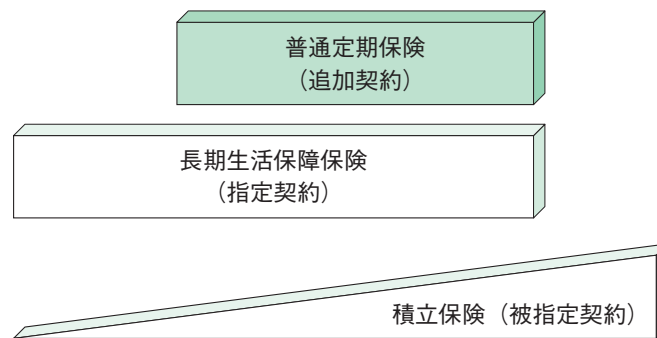 普通定期保険
（追加契約）
長期生活保障保険
（指定契約）
積立保険（被指定契約）